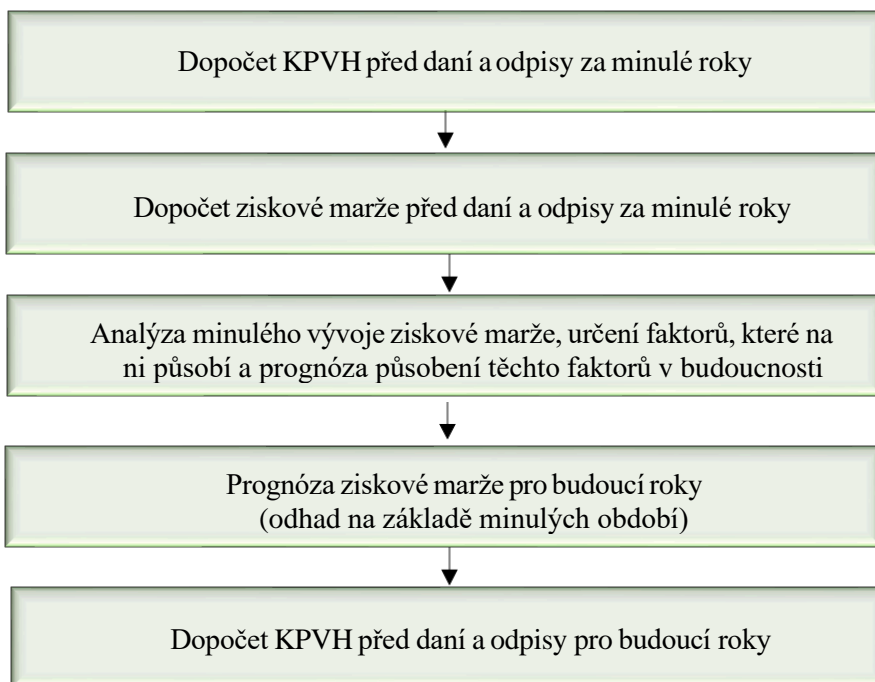 Dopočet KPVH před daní a odpisy za minulé roky
Dopočet ziskové marže před daní a odpisy za minulé roky
Analýza minulého vývoje ziskové marže, určení faktorů, které na
ni působí a prognóza působení těchto faktorů v budoucnosti
Prognóza ziskové marže pro budoucí roky
(odhad na základě minulých období)
Dopočet KPVH před daní a odpisy pro budoucí roky